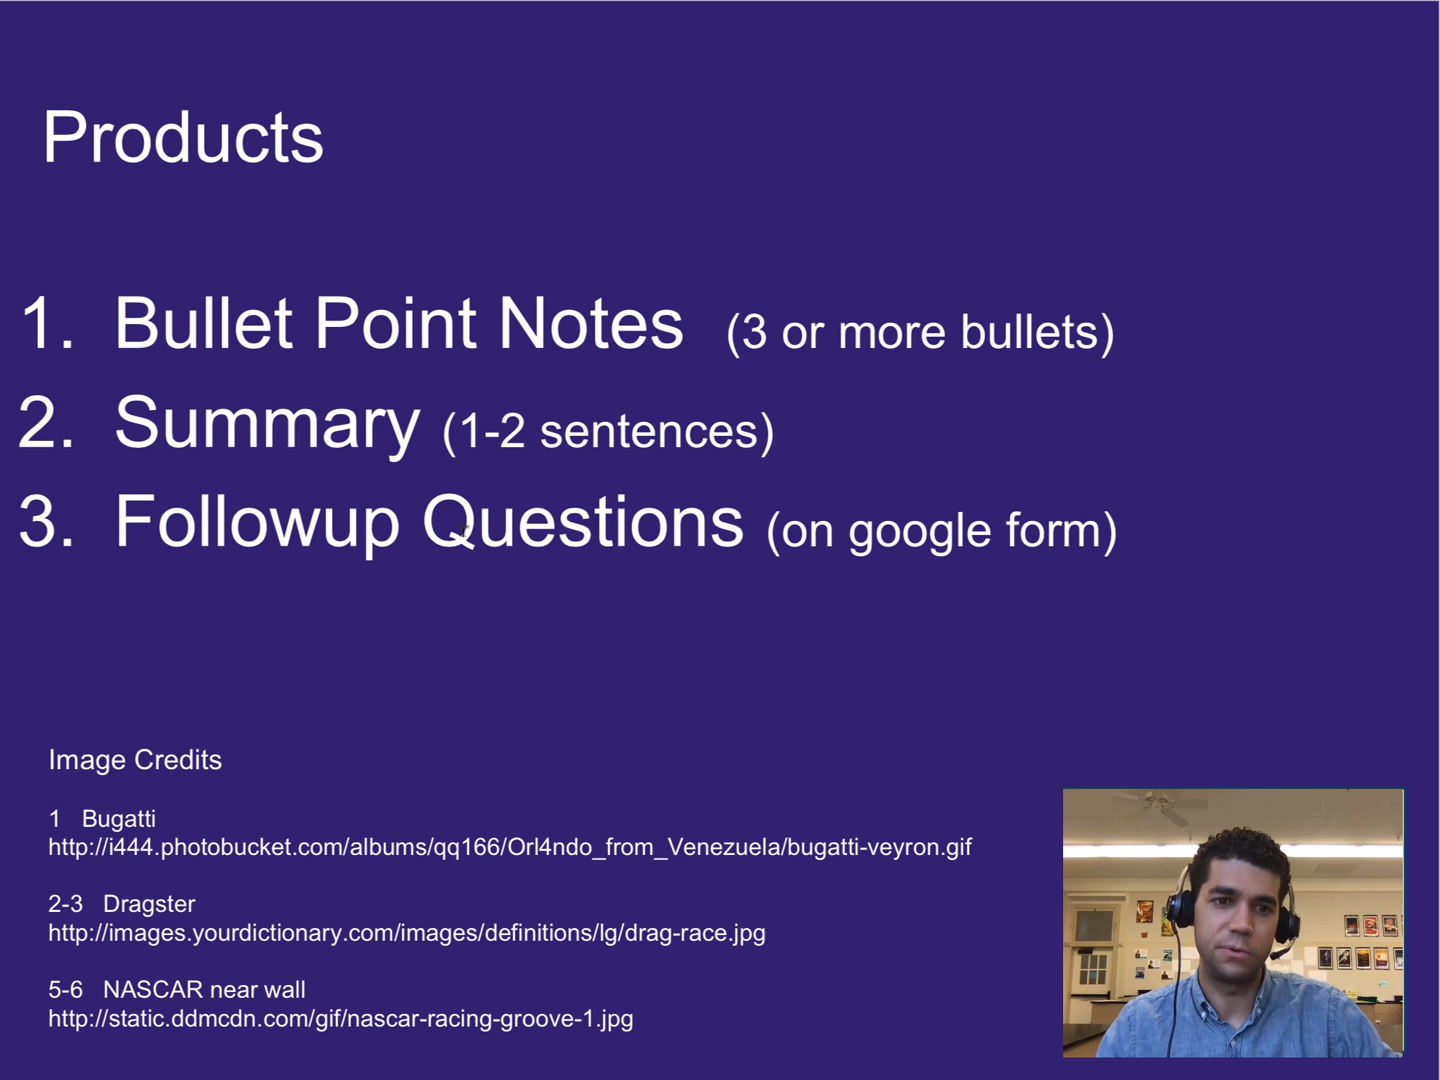 Products
1. Bullet Point Notes (3 or more bullets)
2. Summary (1-2 sentences)
3. Followup Questions (on google form)
Image Credits
1 Bugatti
http://i444.photobucket.com/albums/qq166/Orl4ndo_from_Venezuela/bugatti-veyron.gif
2-3 Dragster
http://images.yourdictionary.com/images/definitions/lg/drag-race.jpg
5-6 NASCAR near wall
http://static.ddmcdn.com/gif/nascar-racing-groove-1.jpg